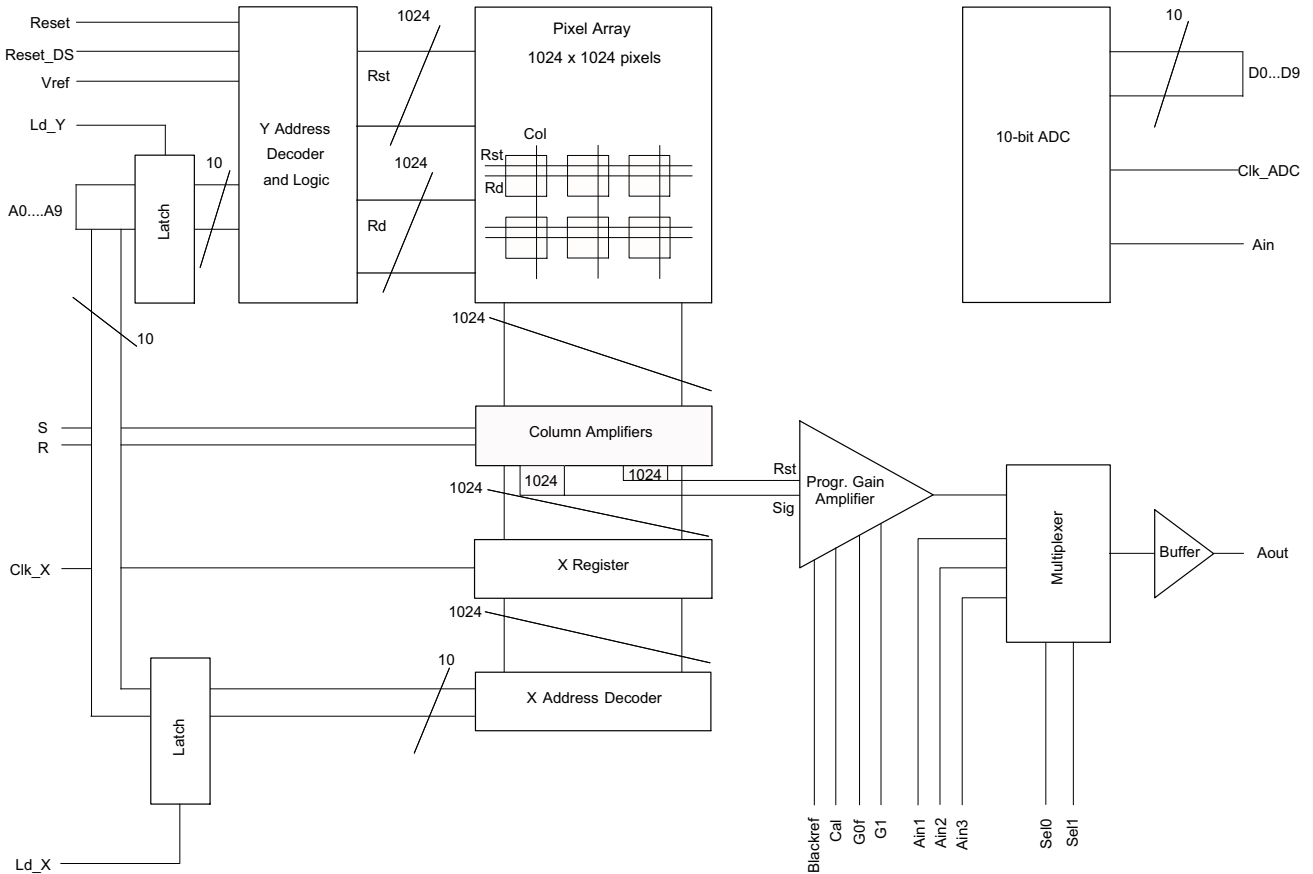 Reset
Reset_DS
Vref
Ld_Y
A0....A9
Latch
10
10
Y Address
Decoder
and Logic
1024
Rst
1024
Rd
Pixel Array
1024 x 1024 pixels
Col
Rst
Rd
10-bit ADC
10
D0...D9
Clk_ADC
Ain
1024
S
R
Column Amplifiers
1024
1024
1024
Rst
Sig
Progr. Gain
Amplifier
Multiplexer
Buffer
Aout
Clk_X
X Register
1024
10
X Address Decoder
Latch
Ld_X
Blackref
Cal
G0f
G1
Ain1
Ain2
Ain3
Sel0
Sel1